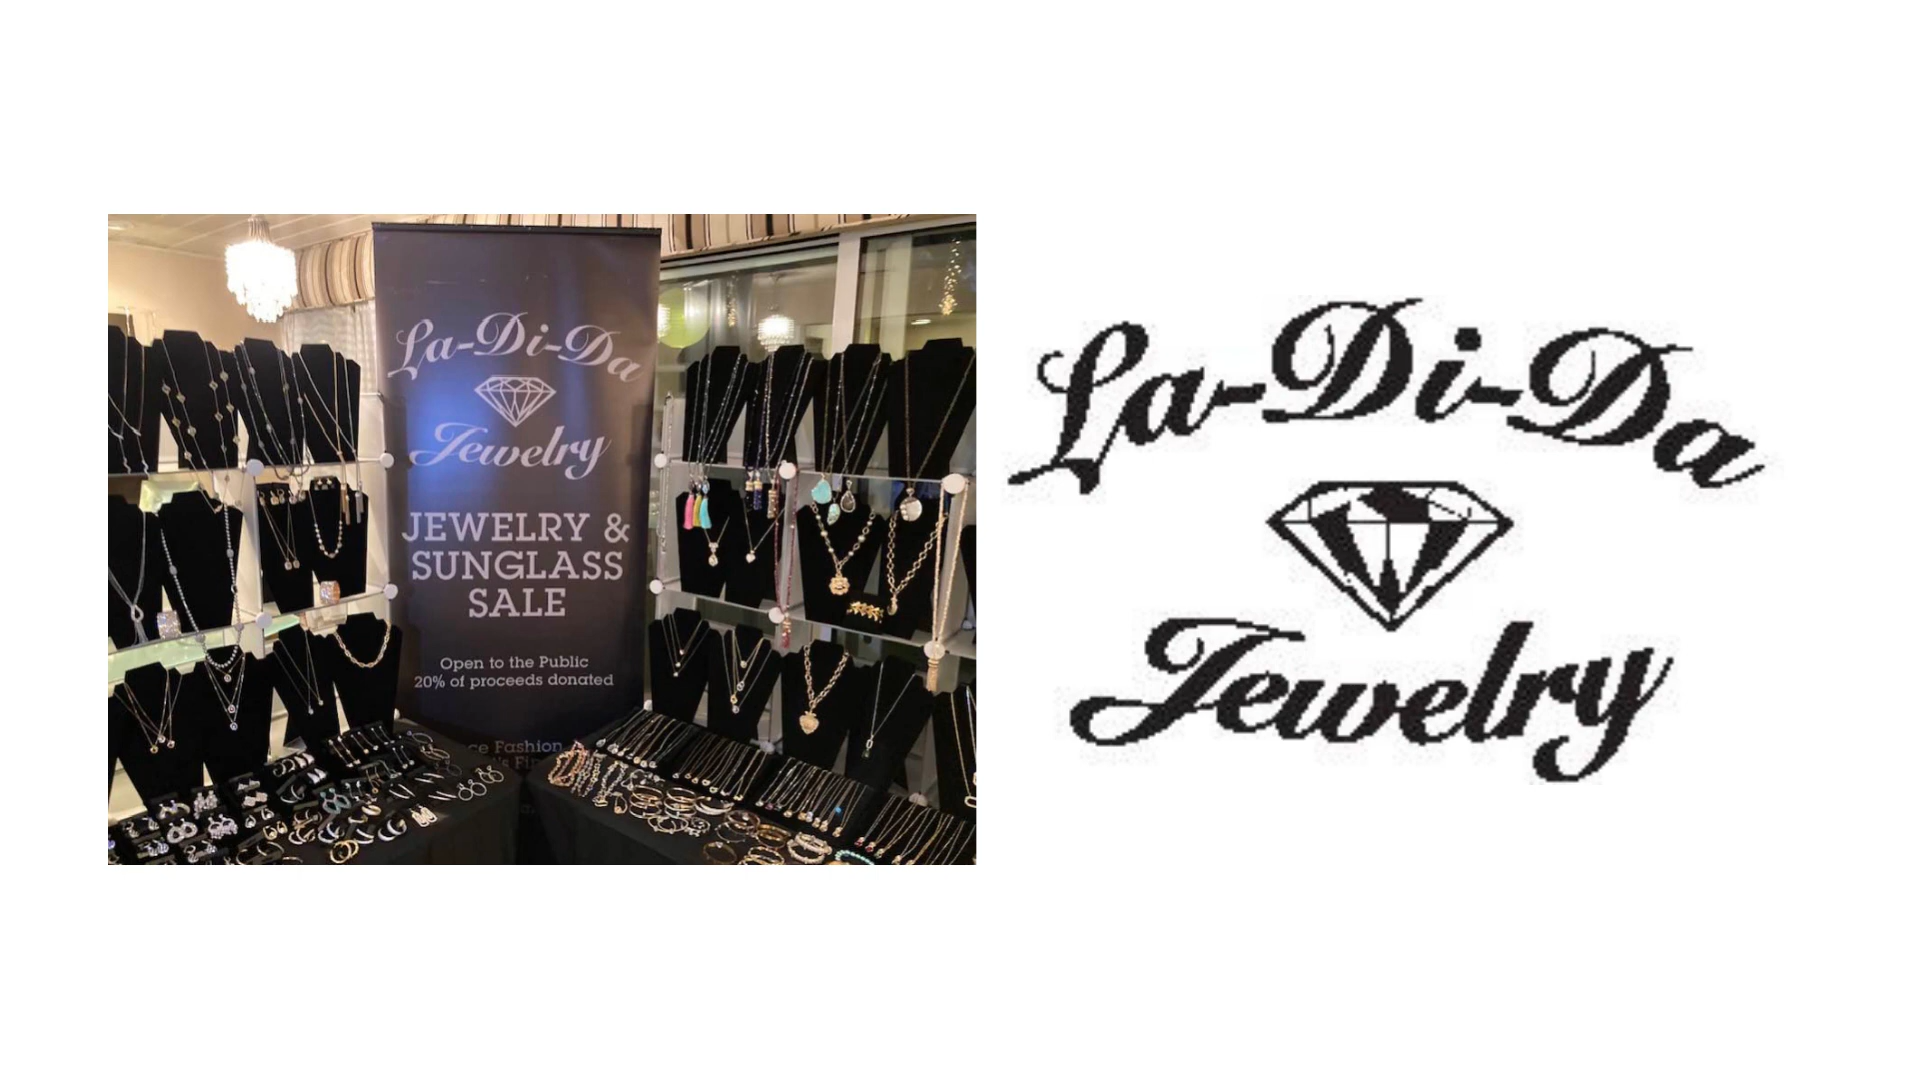 La-Di-Da
Jewelry
JEWELRY &
SUNGLASS
SALE
Open to the Public
20% of proceeds donated
Fashion
La-Di-Da
Jewelry